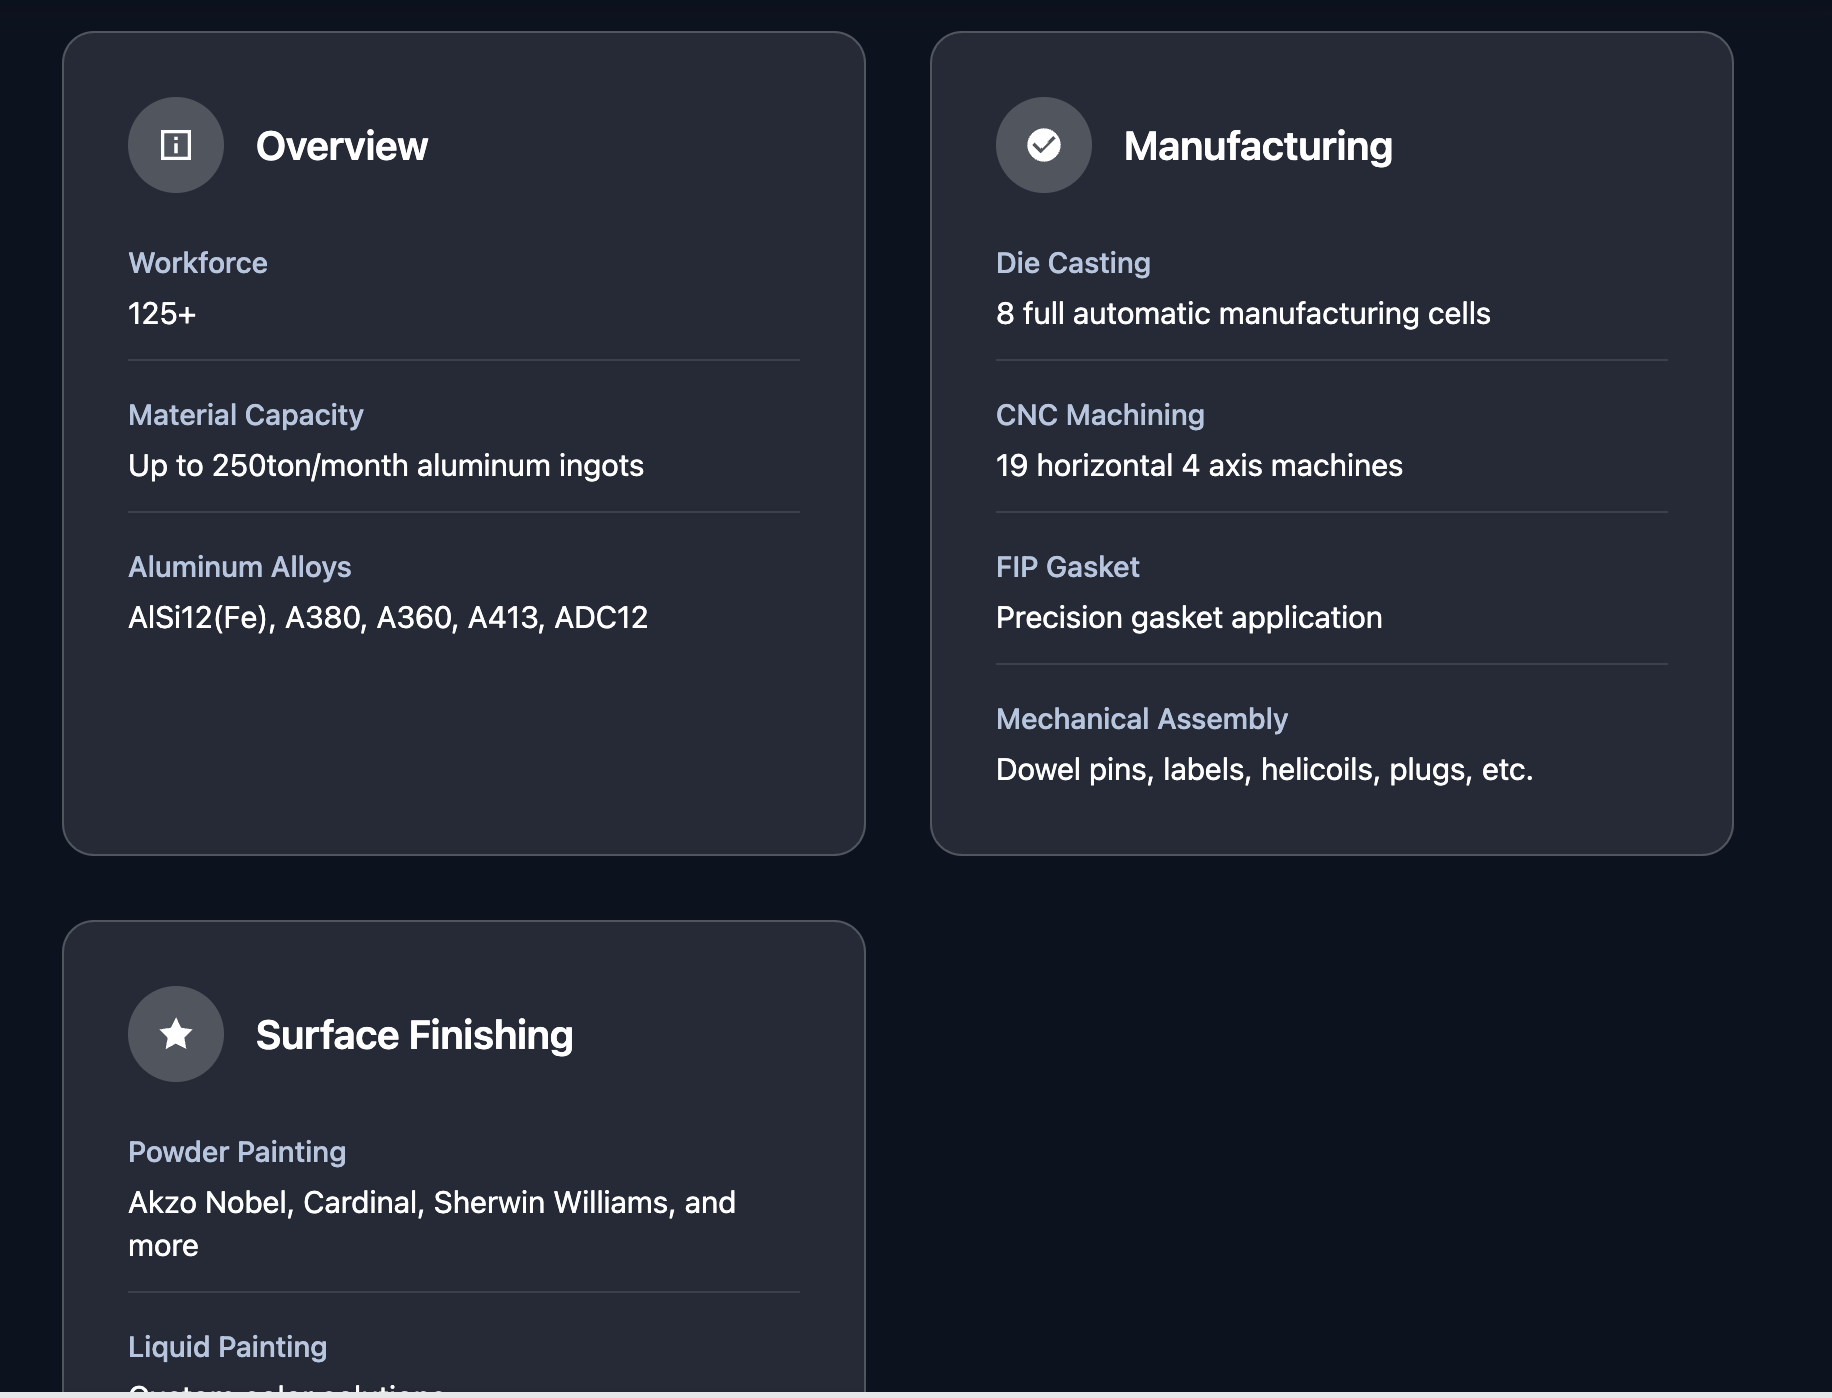 Overview
Workforce
125+
Material Capacity
Up to 250ton/month aluminum ingots
Aluminum Alloys
AlSi12(Fe), A380, A360, A413, ADC12
Manufacturing
Die Casting
8 full automatic manufacturing cells
CNC Machining
19 horizontal 4 axis machines
FIP Gasket
Precision gasket application
Mechanical Assembly
Dowel pins, labels, helicoils, plugs, etc.
Surface Finishing
Powder Painting
Akzo Nobel, Cardinal, Sherwin Williams, and
more
Liquid Painting
Custom color solutions